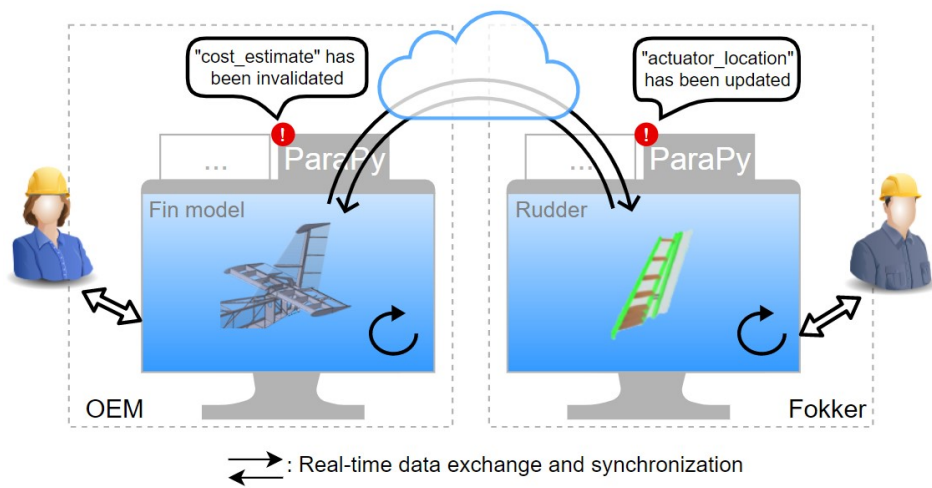 "cost_estimate" has
been invalidated
"actuator_location"
has been updated
!
!
...
ParaPy
...
ParaPy
Fin model
Rudder
OEM
Fokker
: Real-time data exchange and synchronization